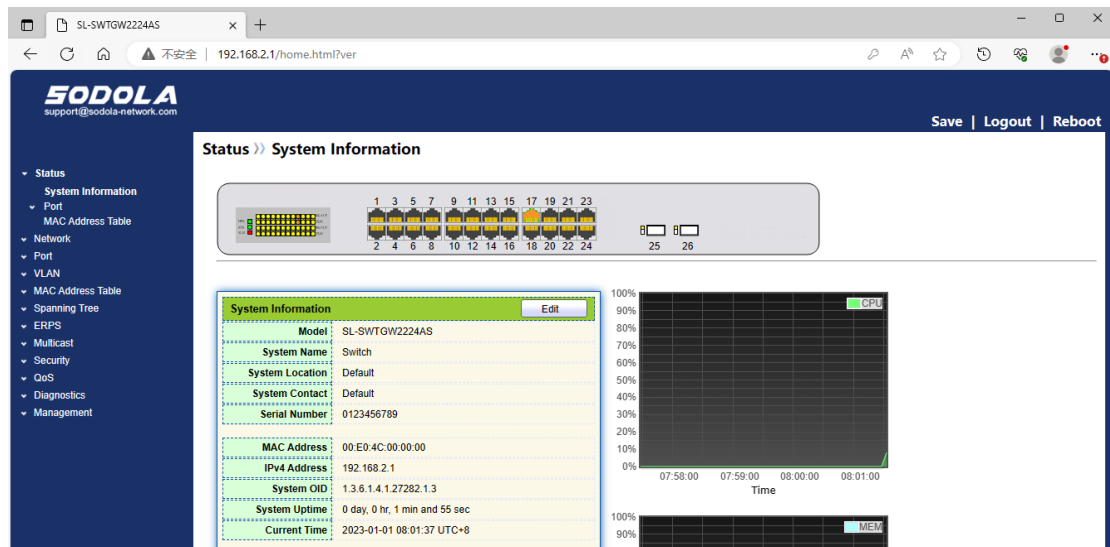 SL-SWTGW2224AS
不安全 | 192.168.2.1/home.html?ver
SODOLA
support@sodola-network.com
Save | Logout | Reboot
Status >> System Information
Status
System Information
Port
MAC Address Table
Network
Port
VLAN
MAC Address Table
Spanning Tree
ERPS
Multicast
Security
QoS
Diagnostics
Management
1 3 5 7 9 11 13 15 17 19 21 23
2 4 6 8 10 12 14 16 18 20 22 24 25 26
System Information Edit
Model SL-SWTGW2224AS
System Name Switch
System Location Default
System Contact Default
Serial Number 0123456789
MAC Address 00:E0:4C:00:00:00
IPv4 Address 192.168.2.1
System OID 1.3.6.1.4.1.27282.1.3
System Uptime 0 day, 0 hr, 1 min and 55 sec
Current Time 2023-01-01 08:01:37 UTC+8
CPU
100%
90%
80%
70%
60%
50%
40%
30%
20%
10%
0%
07:58:00 07:59:00 08:00:00 08:01:00
Time
MEM
100%
90%